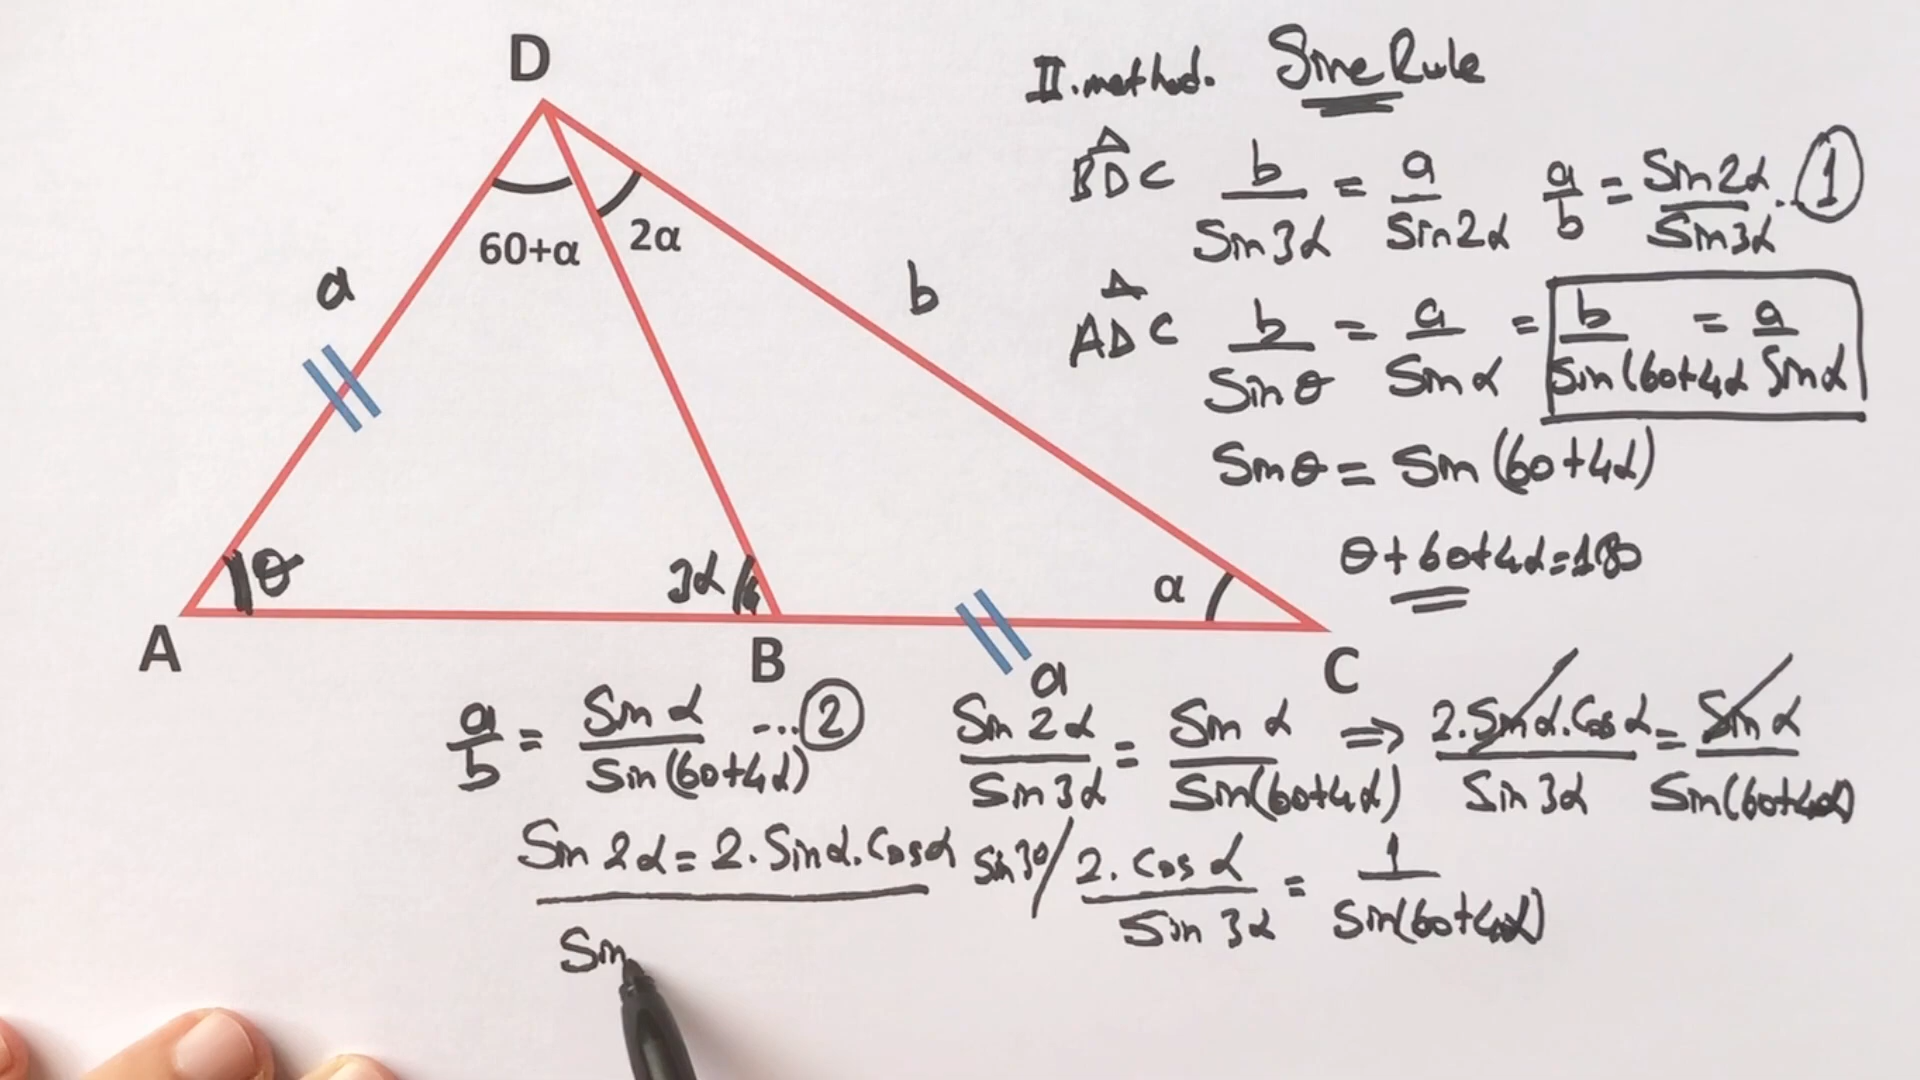 D
II. method. Sine Rule
BDC b/Sin3α = a/Sin2α a/b = Sin2α/Sin3α ..①
60+α 2α
a b
ADC b/Sinθ = a/Sinα = b/Sin(60+4α = a/Sinα
Sinθ = Sin(60+4α)
θ+60+4α=180
θ 3α α
A B C
a
a/b = Sinα/Sin(60+4α) ...② Sin2α/Sin3α = Sinα/Sin(60+4α) ⇒ 2.Sinα.Cosα/Sin3α = Sinα/Sin(60+4α)
Sin2α = 2.Sinα.Cosα Sin30/ 2.Cosα/Sin3α = 1/Sin(60+4α)
Sin